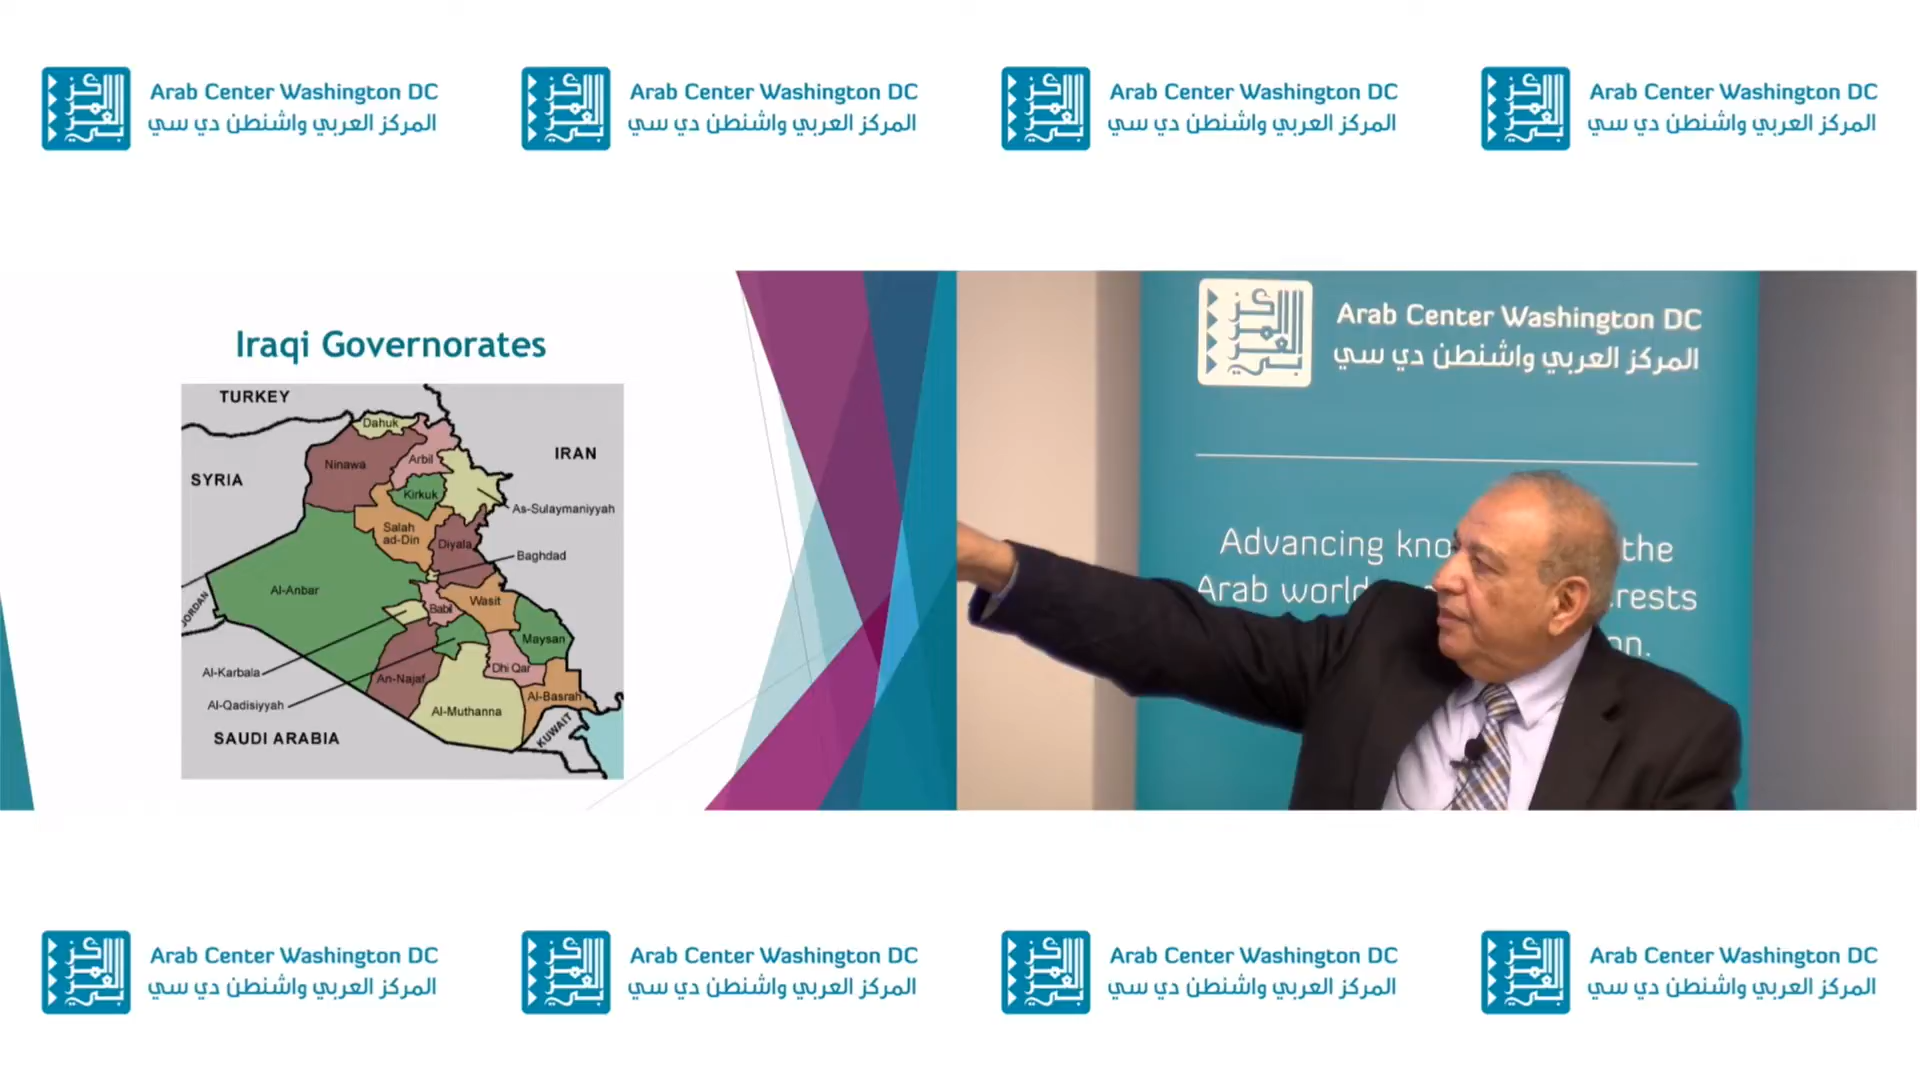 Arab Center Washington DC
المركز العربي واشنطن دي سي
Arab Center Washington DC
المركز العربي واشنطن دي سي
Arab Center Washington DC
المركز العربي واشنطن دي سي
Arab Center Washington DC
المركز العربي واشنطن دي سي
Iraqi Governorates
TURKEY
Dahuk
IRAN
Ninawa
Arbil
SYRIA
Kirkuk
As-Sulaymaniyyah
Salah
ad-Din
Diyala
Baghdad
Al-Anbar
JORDAN
Babil
Wasit
Maysan
Al-Karbala
Dhi Qar
An-Najaf
Al-Basrah
Al-Qadisiyyah
Al-Muthanna
KUWAIT
SAUDI ARABIA
Arab Center Washington DC
المركز العربي واشنطن دي سي
Advancing kno the
Arab world
Arab Center Washington DC
المركز العربي واشنطن دي سي
Arab Center Washington DC
المركز العربي واشنطن دي سي
Arab Center Washington DC
المركز العربي واشنطن دي سي
Arab Center Washington DC
المركز العربي واشنطن دي سي